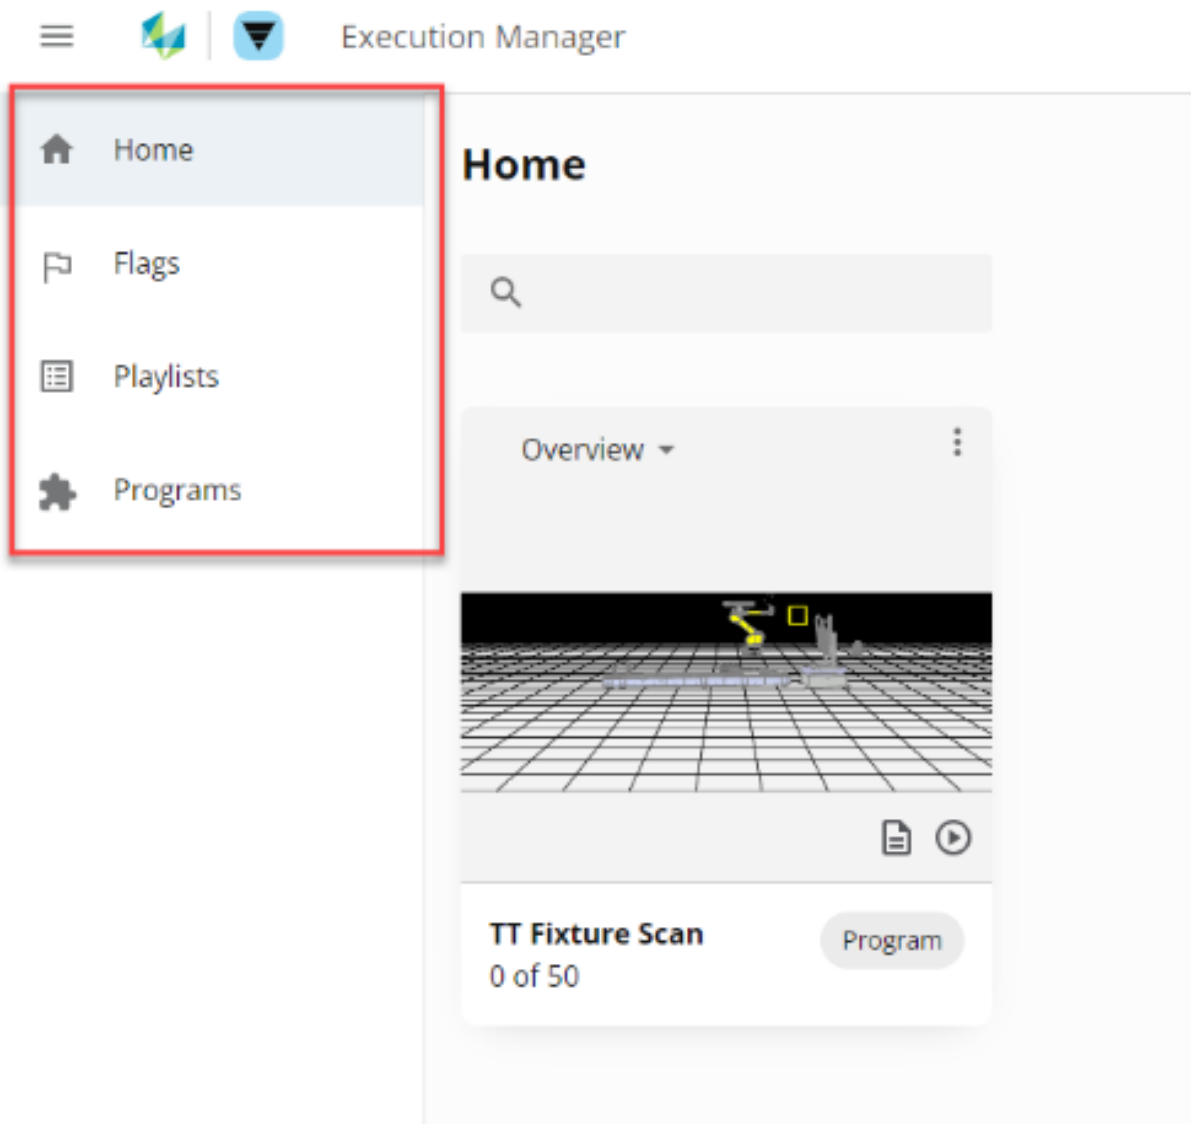 Execution Manager
Home
Flags
Playlists
Programs
Home
Overview
TT Fixture Scan
0 of 50
Program